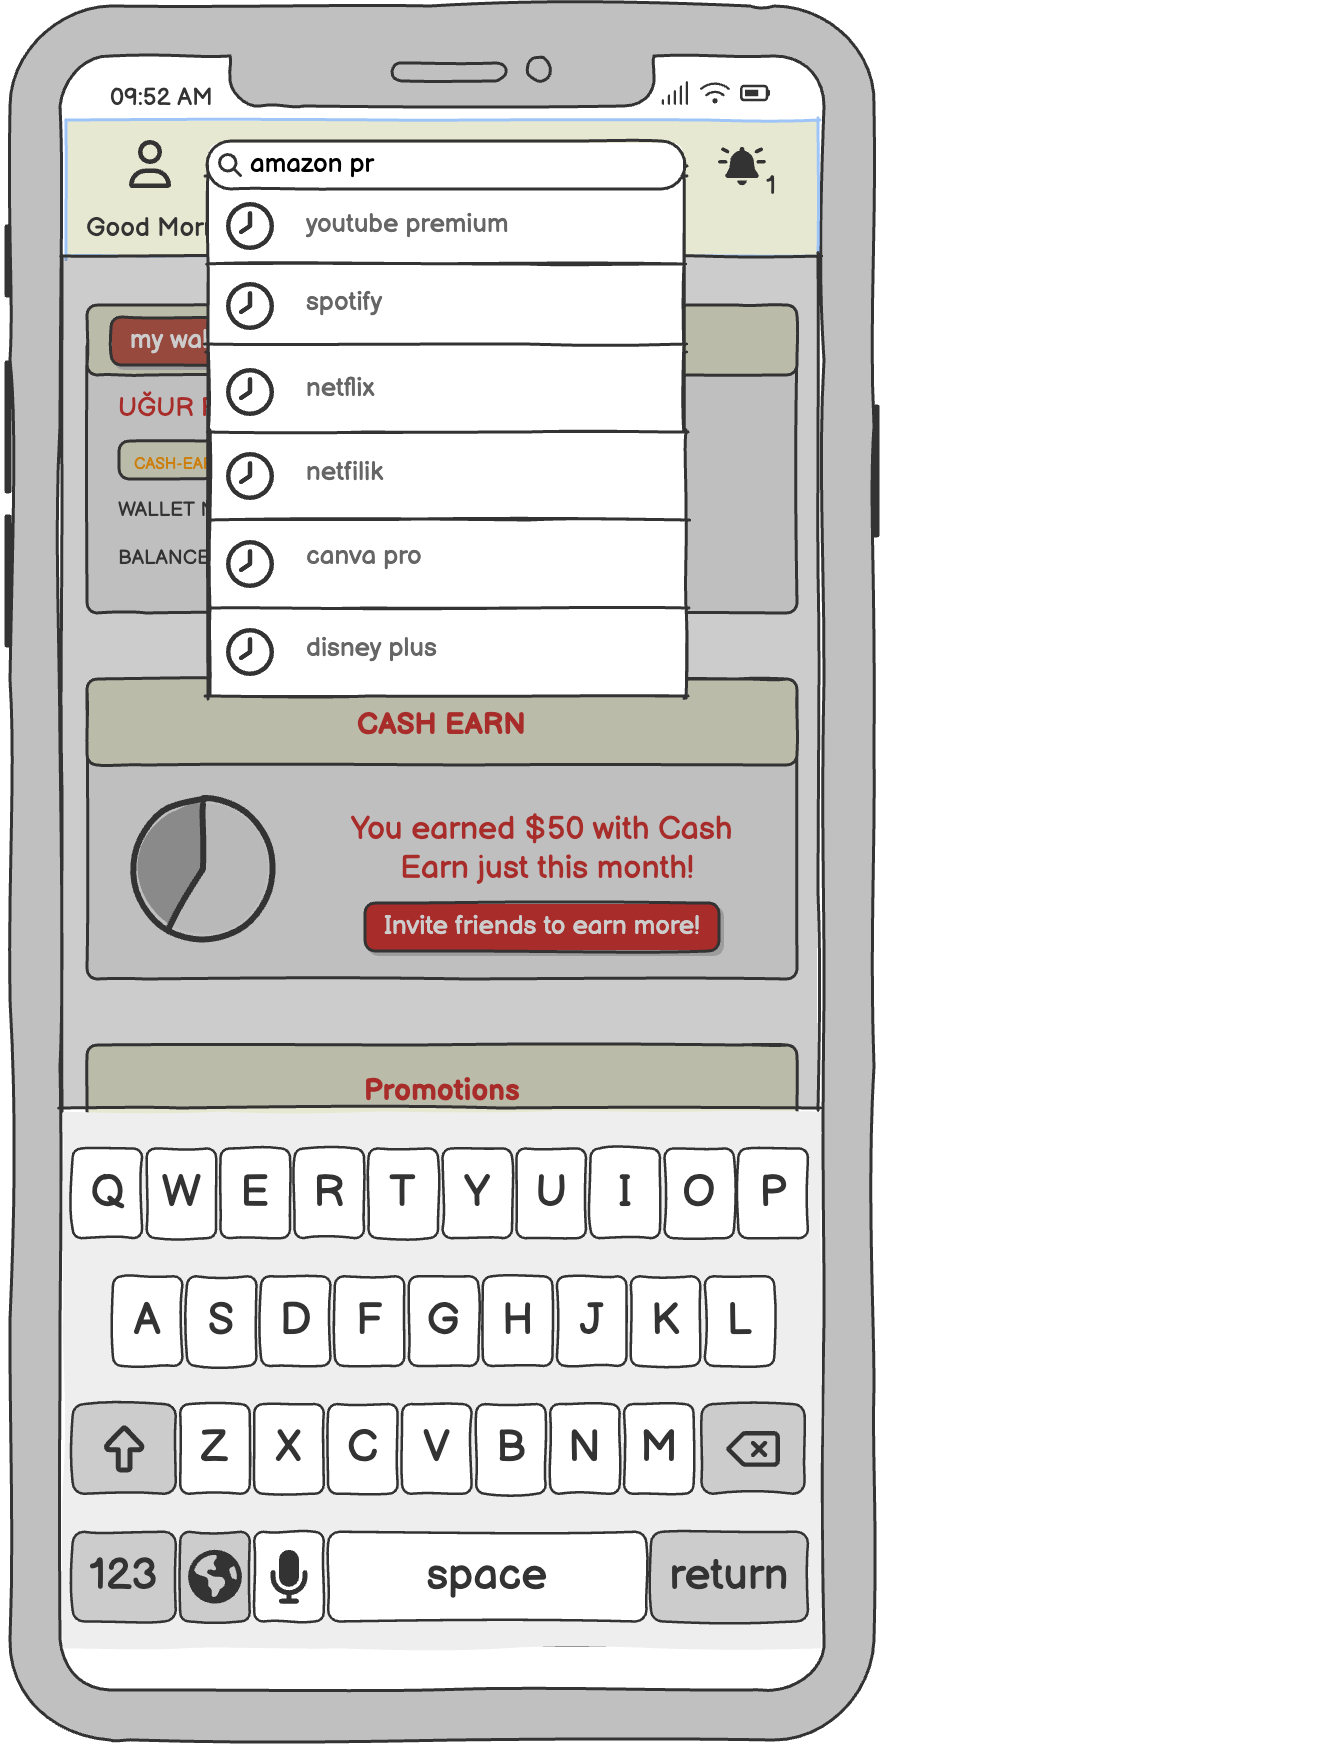 09:52 AM
amazon pr
1
Good Mor
youtube premium
spotify
my wal
netflix
UĞUR
netfilik
CASH-EAR
WALLET
canva pro
BALANCE
disney plus
CASH EARN
You earned $50 with Cash
Earn just this month!
Invite friends to earn more!
Promotions
Q W E R T Y U I O P
A S D F G H J K L
Z X C V B N M
123 space return